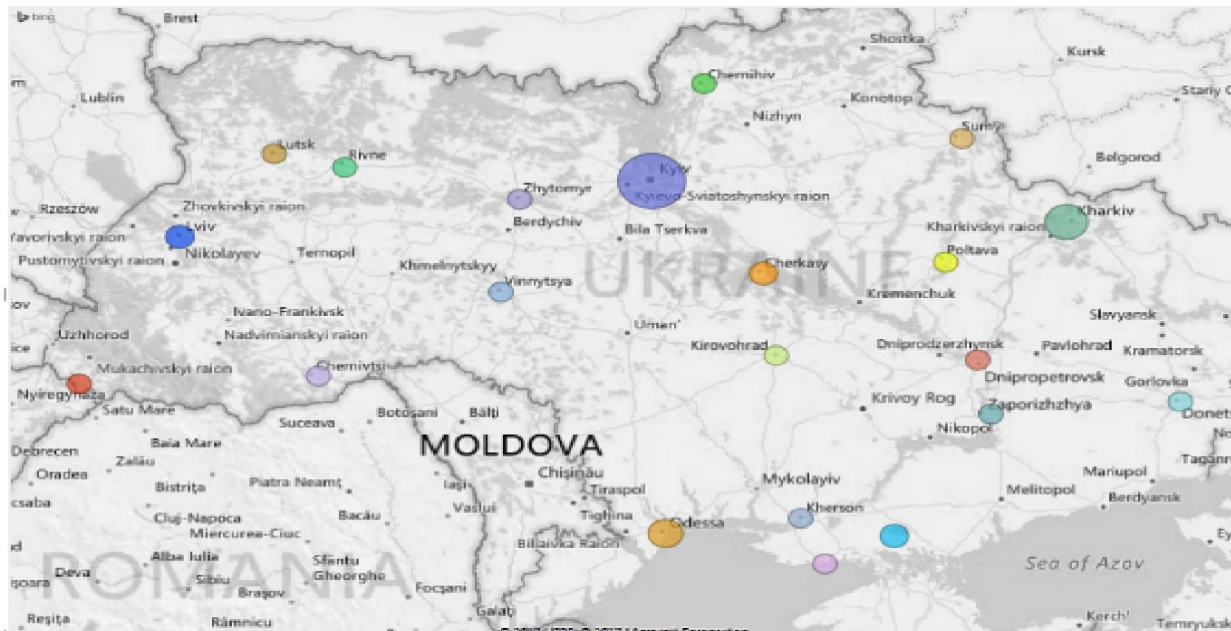 bing
Brest
Shostka
Kursk
Chernihiv
Lublin
Konotop
Stariy
Nizhyn
Sumy
Lutsk
Rivne
Belgorod
Kyiv
Zhytomyr
Kyievo-Sviatoshynskyi raion
Rzeszów
Zhovkivskyi raion
Kharkiv
Berdychiv
Lviv
Kharkivskyi raion
Yavorivskyi raion
Bila Tserkva
Nikolayev
Ternopil
Poltava
Pustomytivskyi raion
UKRAINE
Cherkasy
Khmelnytskyy
Vinnytsya
Kremenchuk
Ivano-Frankivsk
Slavyansk
Uman'
Uzhhorod
Nadvirnianskyi raion
Kirovohrad
Dniprodzerzhynsk
Pavlohrad
Kramatorsk
Mukachivskyi raion
Chernivtsi
Dnipropetrovsk
Gorlovka
Nyiregyhaza
Krivoy Rog
Zaporizhzhya
Satu Mare
Botoșani
Bălți
Suceava
Donets
Nikopol
Baia Mare
MOLDOVA
Debrecen
Zalău
Taganr
Oradea
Chișinău
Mariupol
csaba
Bistrița
Piatra Neamț
Iași
Mykolayiv
Tiraspol
Melitopol
Berdyansk
Cluj-Napoca
Bacău
Vaslui
Tighina
Kherson
Odessa
Miercurea-Ciuc
Biliaivka Raion
Alba Iulia
Sfântu
Gheorghe
Sea of Azov
ROMANIA
Deva
Sibiu
Brașov
Focșani
Galați
Reșița
Râmnicu
Kerch'
Temryuksk